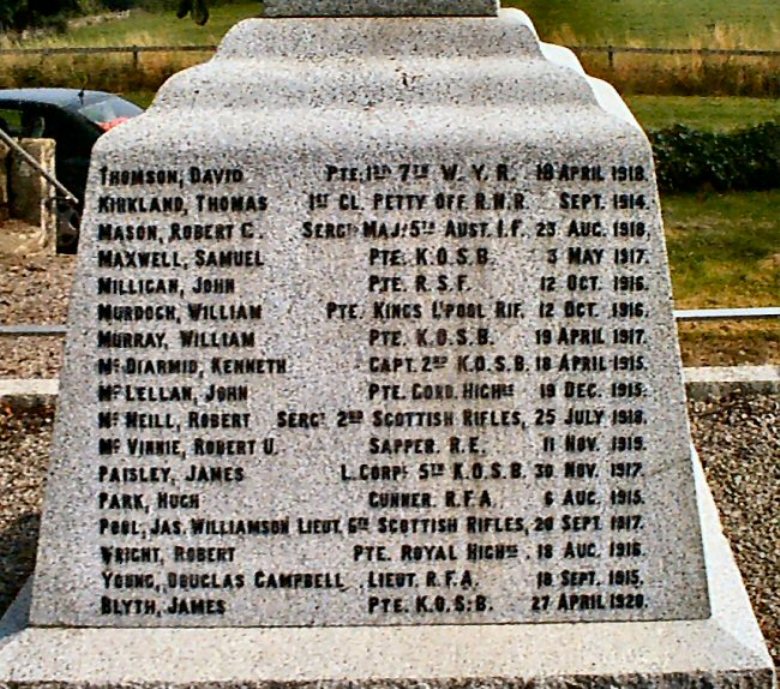 THOMSON, DAVID PTE. 1ST 7TH W. Y. R. 18 APRIL 1918.
KIRKLAND, THOMAS 1ST CL. PETTY OFF. R.N.R. SEPT. 1914.
MASON, ROBERT C. SERGT MAJ: 5TH AUST. I.F. 23 AUG. 1918.
MAXWELL, SAMUEL PTE. K.O.S.B. 3 MAY 1917.
MILLIGAN, JOHN PTE. R.S.F. 12 OCT. 1916.
MURDOCH, WILLIAM PTE. KINGS L'POOL RIF. 12 OCT. 1916.
MURRAY, WILLIAM PTE. K.O.S.B. 19 APRIL 1917.
MC DIARMID, KENNETH CAPT. 2ND K.O.S.B. 18 APRIL 1915.
MC LELLAN, JOHN PTE. GORD. HIGHRS 19 DEC. 1915.
MC NEILL, ROBERT SERGT 2ND SCOTTISH RIFLES, 25 JULY 1918.
MC VINNIE, ROBERT U. SAPPER. R.E. 11 NOV. 1919.
PAISLEY, JAMES L. CORPL 5TH K.O.S.B. 30 NOV. 1917.
PARK, HUGH GUNNER. R.F.A. 6 AUG. 1915.
POOL, JAS. WILLIAMSON LIEUT. 6TH SCOTTISH RIFLES, 20 SEPT. 1917.
WRIGHT, ROBERT PTE. ROYAL HIGHRS. 18 AUG. 1916.
YOUNG, DOUGLAS CAMPBELL. LIEUT. R.F.A. 18 SEPT. 1915.
BLYTH, JAMES PTE. K.O.S.B. 27 APRIL 1920.